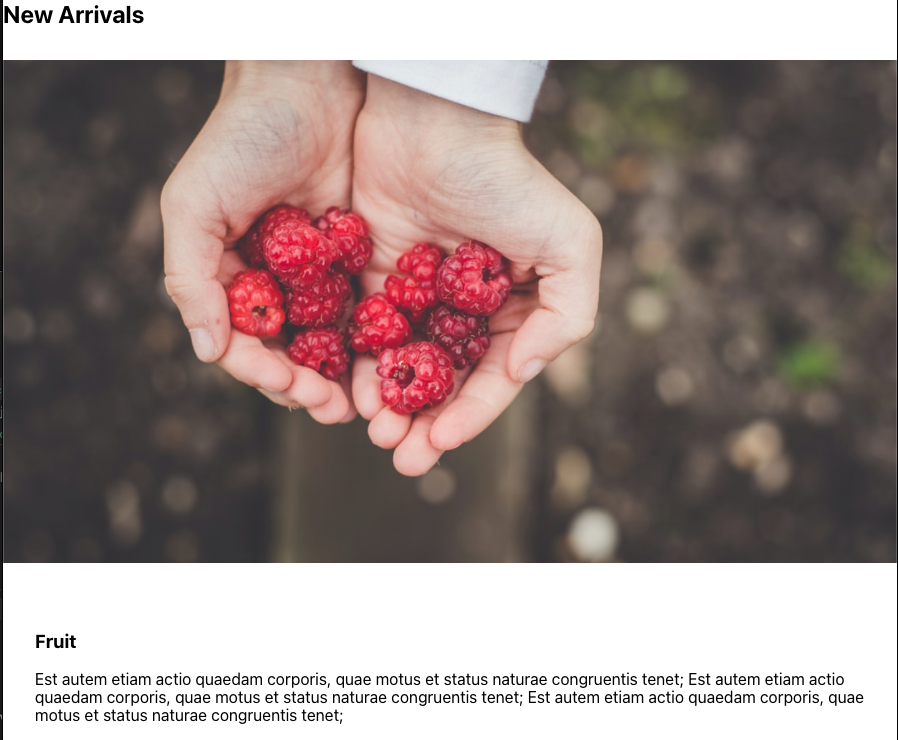 New Arrivals
Fruit
Est autem etiam actio quaedam corporis, quae motus et status naturae congruentis tenet; Est autem etiam actio
quaedam corporis, quae motus et status naturae congruentis tenet; Est autem etiam actio quaedam corporis, quae
motus et status naturae congruentis tenet;